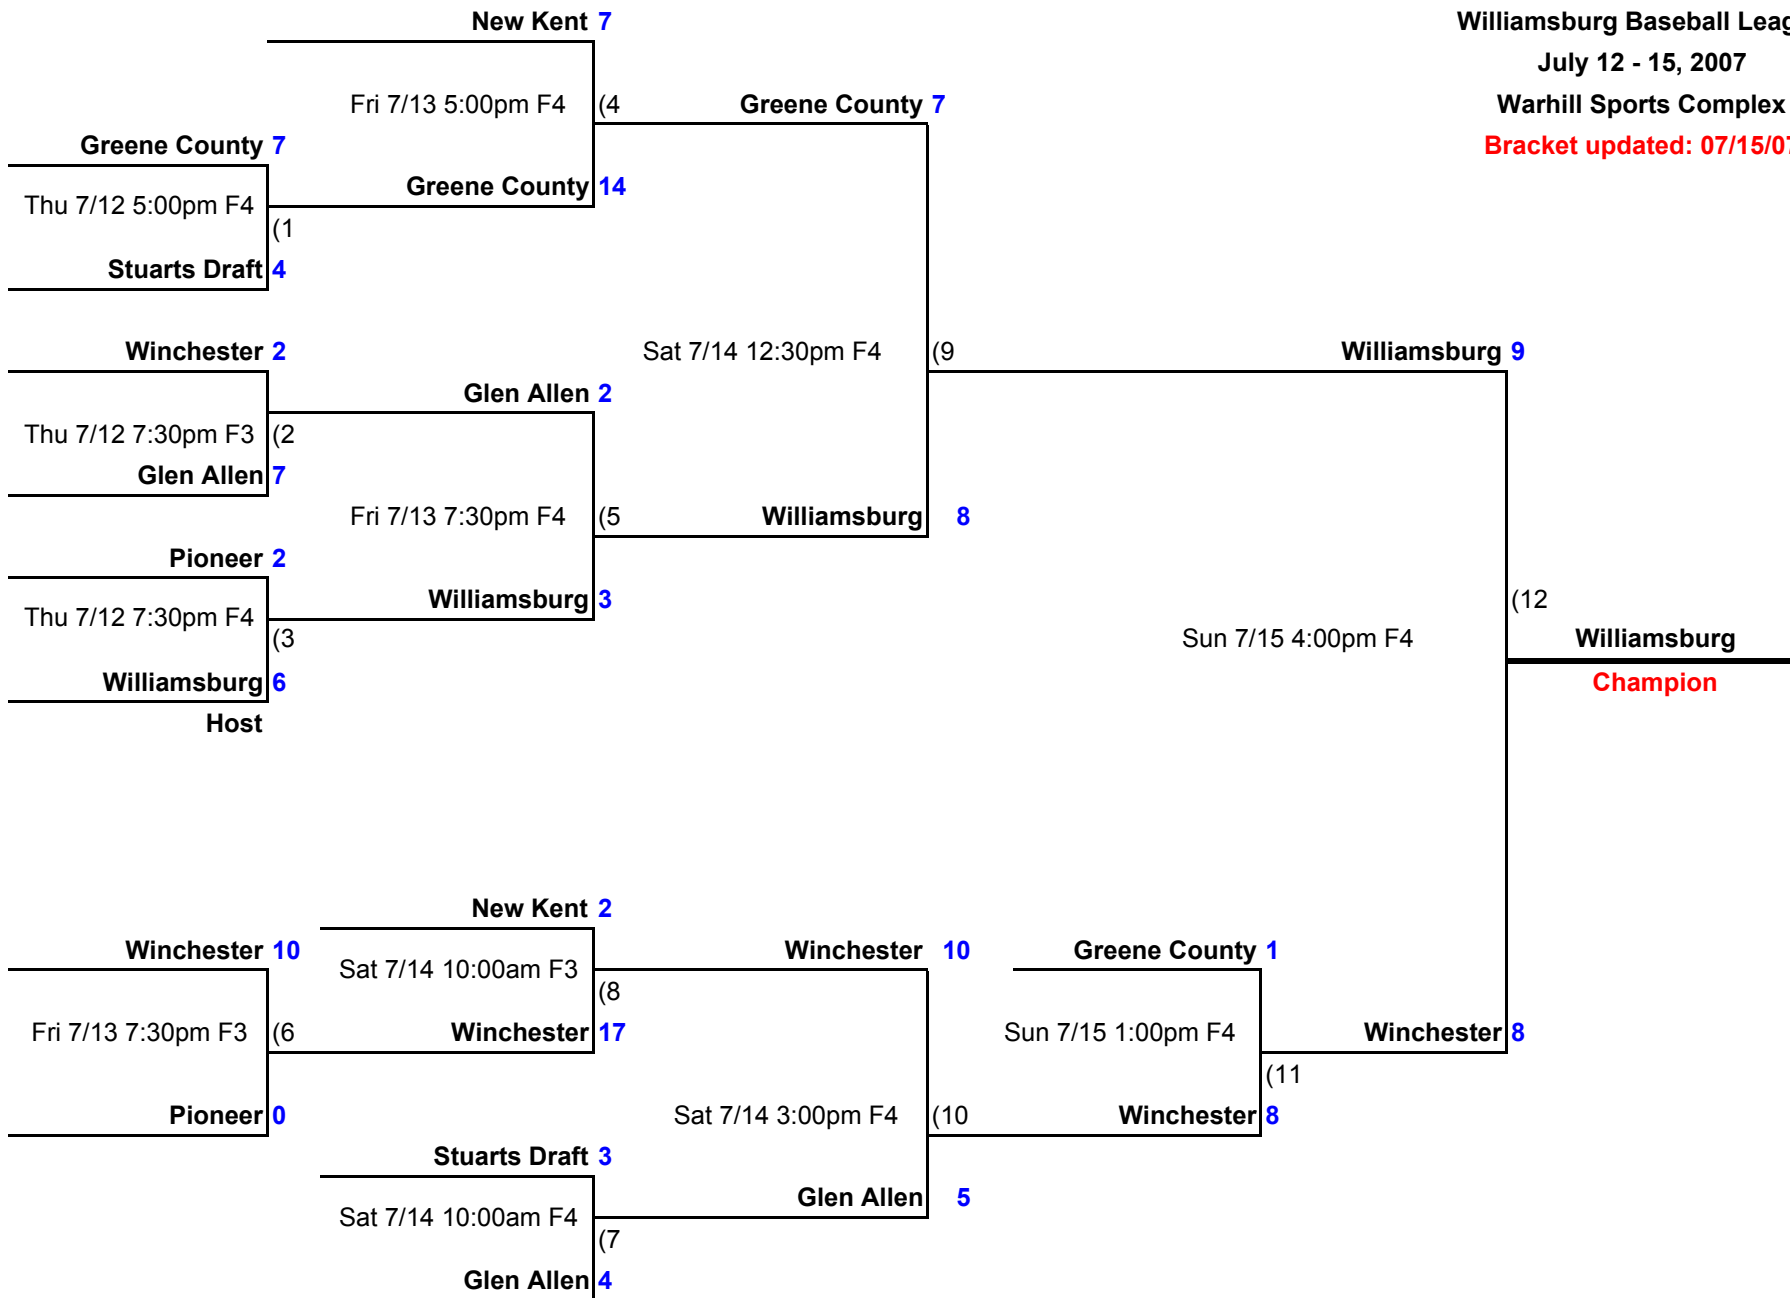 New Kent 7
Williamsburg Baseball Leag
July 12 - 15, 2007
Fri 7/13 5:00pm F4 (4
Greene County 7
Warhill Sports Complex
Greene County 7
Bracket updated: 07/15/07
Thu 7/12 5:00pm F4
Greene County 14
(1
Stuarts Draft 4
Winchester 2
Sat 7/14 12:30pm F4 (9
Williamsburg 9
Glen Allen 2
Thu 7/12 7:30pm F3 (2
Glen Allen 7
Fri 7/13 7:30pm F4 (5
Williamsburg 8
Pioneer 2
Williamsburg 3
(12
Thu 7/12 7:30pm F4
(3
Sun 7/15 4:00pm F4
Williamsburg
Williamsburg 6
Champion
Host
New Kent 2
Winchester 10
Winchester 10
Greene County 1
Sat 7/14 10:00am F3
(8
Fri 7/13 7:30pm F3 (6
Winchester 17
Sun 7/15 1:00pm F4
Winchester 8
(11
Pioneer 0
Sat 7/14 3:00pm F4 (10
Winchester 8
Stuarts Draft 3
Glen Allen 5
Sat 7/14 10:00am F4
(7
Glen Allen 4